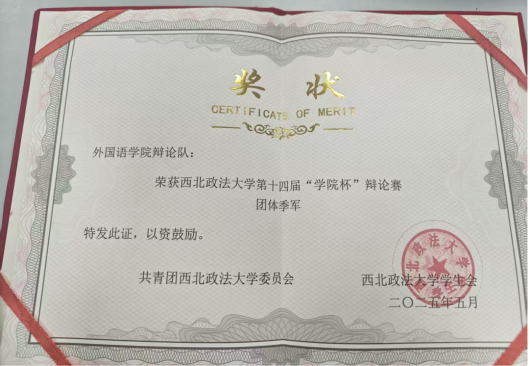 奖状
CERTIFICATE OF MERIT
外国语学院辩论队：
荣获西北政法大学第十四届“学院杯”辩论赛
团体季军
特发此证，以资鼓励。
共青团西北政法大学委员会
西北政法大学学生会
二〇二五年五月